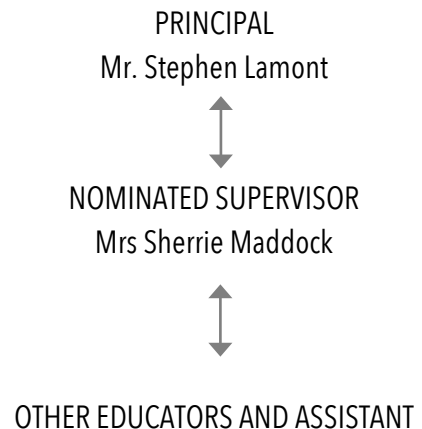 PRINCIPAL
Mr. Stephen Lamont
NOMINATED SUPERVISOR
Mrs Sherrie Maddock
OTHER EDUCATORS AND ASSISTANT